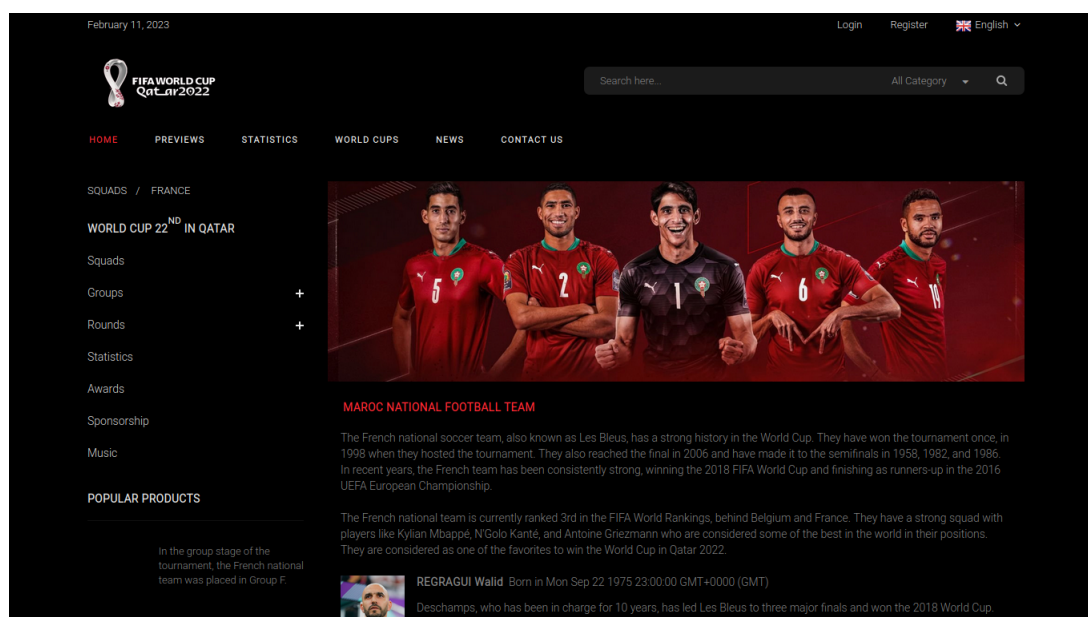 February 11, 2023
Login Register English
FIFA WORLD CUP
Qatar2022
Search here... All Category
HOME PREVIEWS STATISTICS WORLD CUPS NEWS CONTACT US
SQUADS / FRANCE
WORLD CUP 22ND IN QATAR
Squads
Groups +
Rounds +
Statistics
Awards
Sponsorship
Music
POPULAR PRODUCTS
In the group stage of the
tournament, the French national
team was placed in Group F.
5
2
1
6
19
MAROC NATIONAL FOOTBALL TEAM
The French national soccer team, also known as Les Bleus, has a strong history in the World Cup. They have won the tournament once, in
1998 when they hosted the tournament. They also reached the final in 2006 and have made it to the semifinals in 1958, 1982, and 1986.
In recent years, the French team has been consistently strong, winning the 2018 FIFA World Cup and finishing as runners-up in the 2016
UEFA European Championship.
The French national team is currently ranked 3rd in the FIFA World Rankings, behind Belgium and France. They have a strong squad with
players like Kylian Mbappé, N'Golo Kanté, and Antoine Griezmann who are considered some of the best in the world in their positions.
They are considered as one of the favorites to win the World Cup in Qatar 2022.
REGRAGUI Walid Born in Mon Sep 22 1975 23:00:00 GMT+0000 (GMT)
Deschamps, who has been in charge for 10 years, has led Les Bleus to three major finals and won the 2018 World Cup.